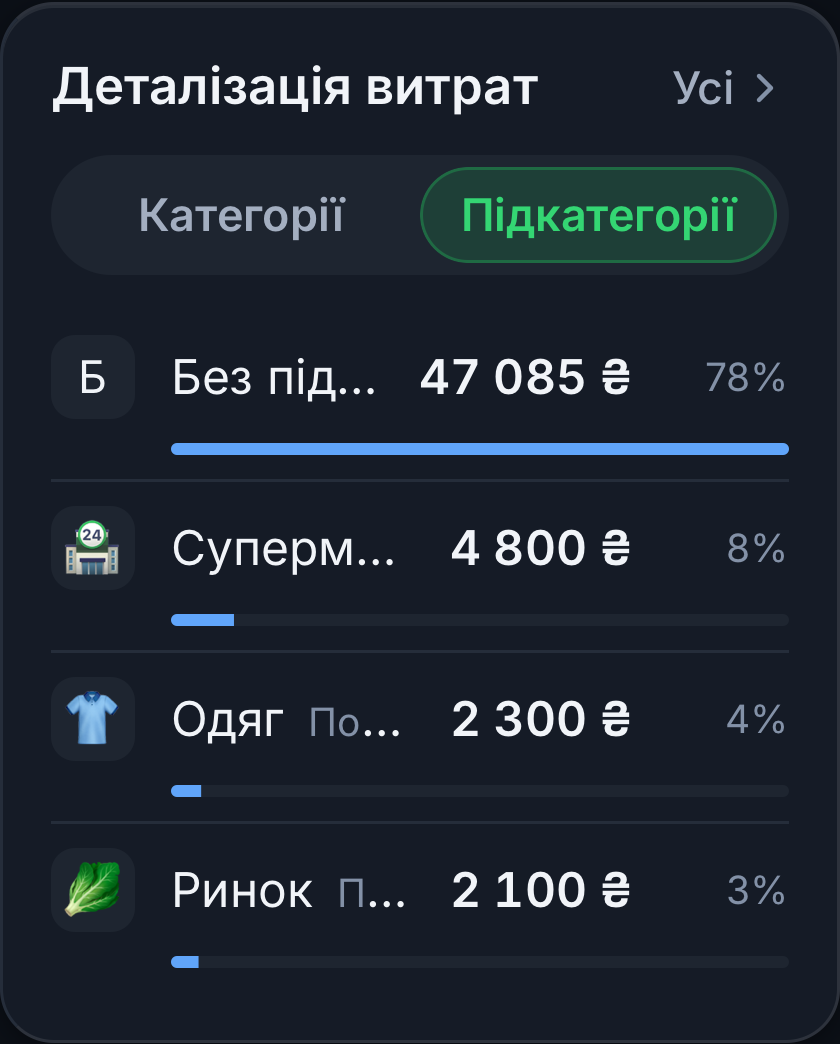 Деталізація витрат Усі
Категорії Підкатегорії
Б Без під... 47 085 ₴ 78%
24 Суперм... 4 800 ₴ 8%
Одяг По... 2 300 ₴ 4%
Ринок П... 2 100 ₴ 3%